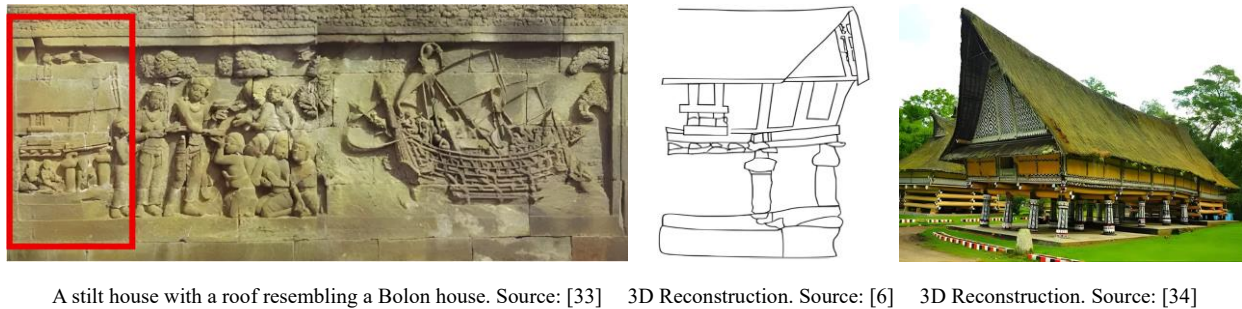 A stilt house with a roof resembling a Bolon house. Source: [33] 3D Reconstruction. Source: [6] 3D Reconstruction. Source: [34]